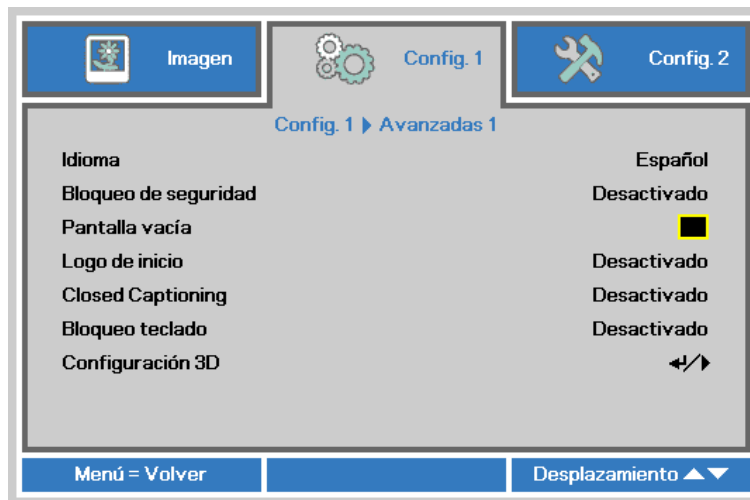 Imagen Config. 1 Config. 2
Config. 1 Avanzadas 1
Idioma Español
Bloqueo de seguridad Desactivado
Pantalla vacía
Logo de inicio Desactivado
Closed Captioning Desactivado
Bloqueo teclado Desactivado
Configuración 3D
Menú = Volver Desplazamiento